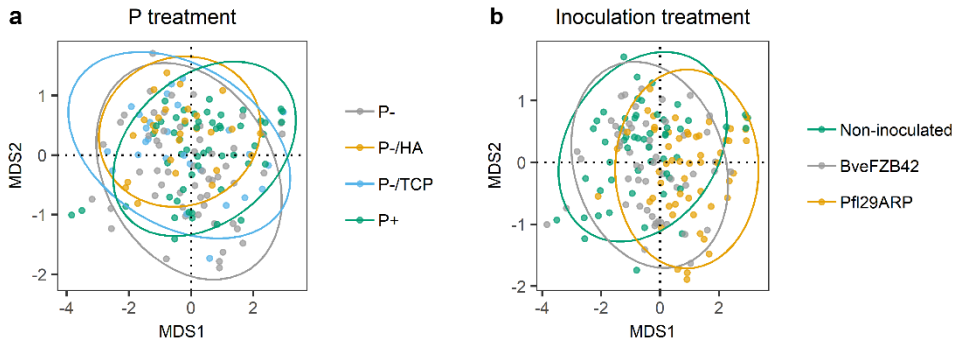 a
P treatment
MDS2
1
0
-1
-2
-4
-2
0
2
MDS1
P-
P-/HA
P-/TCP
P+
b
Inoculation treatment
MDS2
1
0
-1
-2
-4
-2
0
2
MDS1
Non-inoculated
BveFZB42
Pfl29ARP